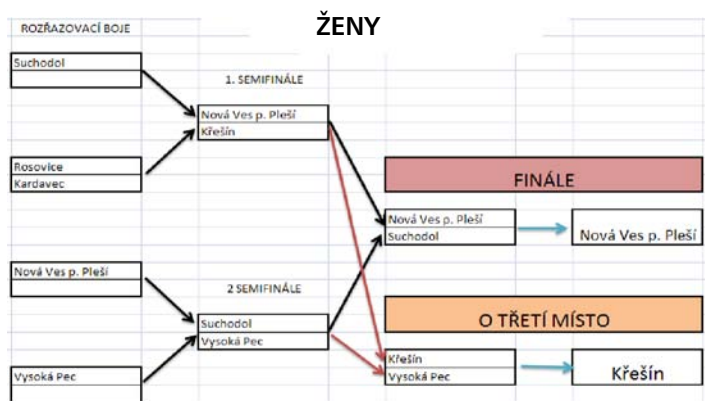 ŽENY
ROZŘAZOVACÍ BOJE
Suchodol
Rosovice
Kardavec
Nová Ves p. Pleší
Vysoká Pec
1. SEMIFINÁLE
Nová Ves p. Pleší
Křešín
2 SEMIFINÁLE
Suchodol
Vysoká Pec
FINÁLE
Nová Ves p. Pleší
Suchodol
Nová Ves p. Pleší
O TŘETÍ MÍSTO
Křešín
Vysoká Pec
Křešín